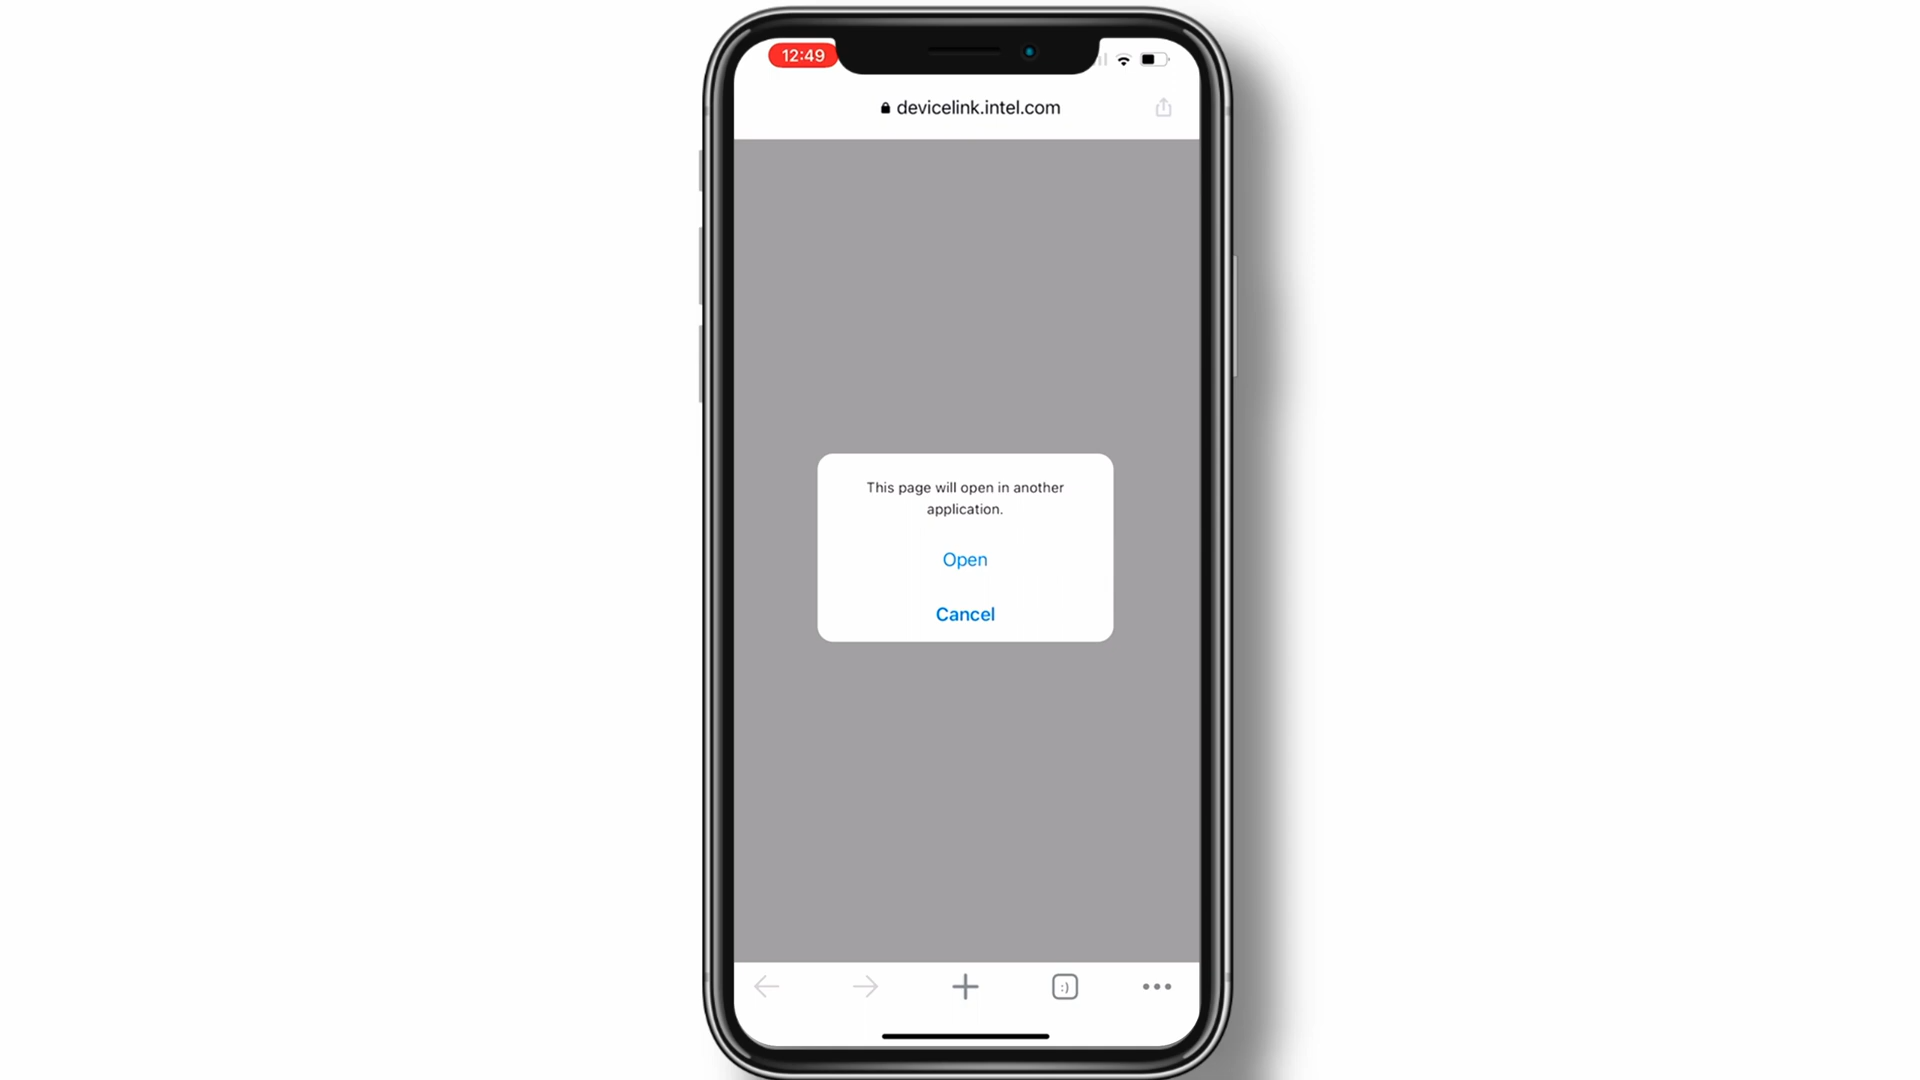 12:49
devicelink.intel.com
This page will open in another
application.
Open
Cancel
:)